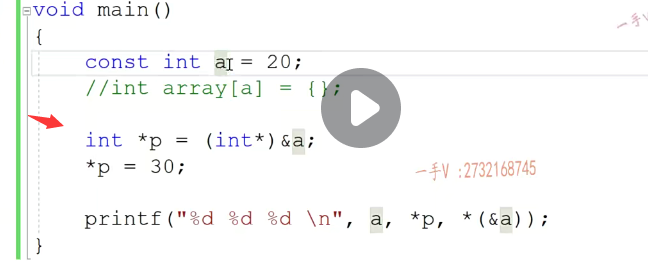 void main()
一手V
{
const int a = 20;
//int array[a] = {};
int *p = (int*)&a;
*p = 30;
一手V :2732168745
printf("%d %d %d \n", a, *p, *(&a));
}